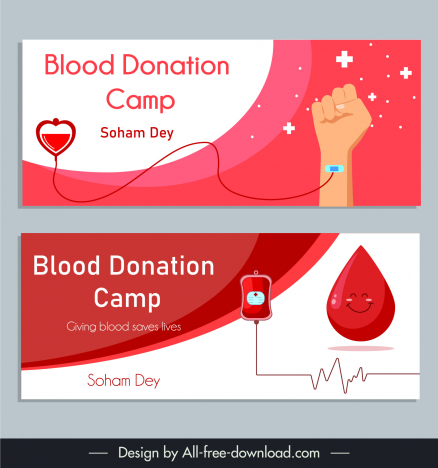 Blood Donation
Camp
Soham Dey
Blood Donation
Camp
Giving blood saves lives
Soham Dey
Design by All-free-download.com